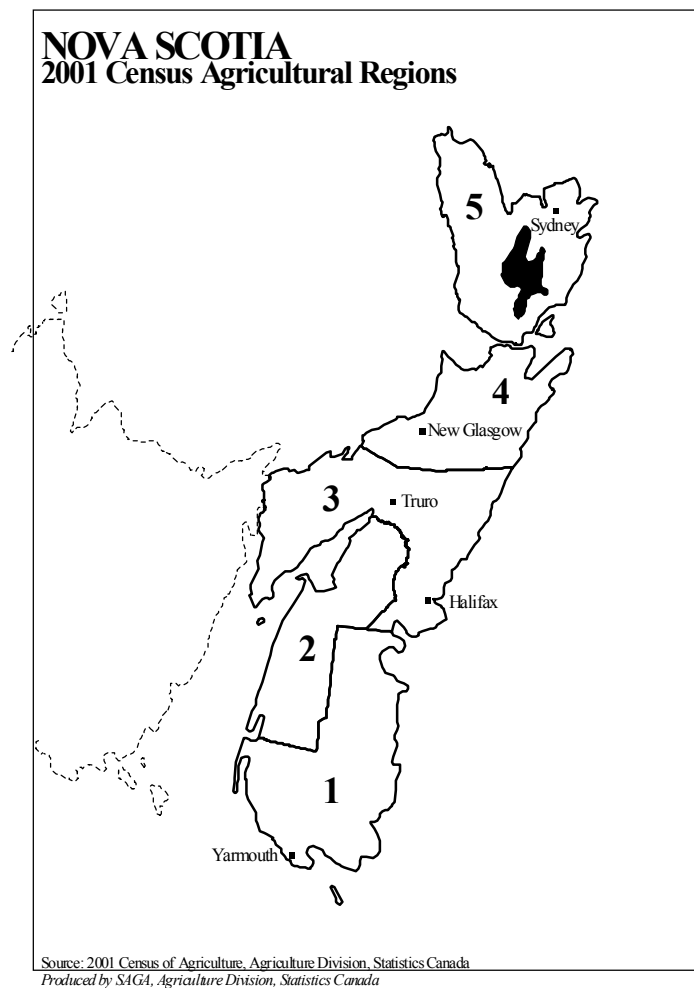 NOVA SCOTIA
2001 Census Agricultural Regions
5
Sydney
4
New Glasgow
3
Truro
Halifax
2
1
Yarmouth
Source: 2001 Census of Agriculture, Agriculture Division, Statistics Canada
Produced by SAGA, Agriculture Division, Statistics Canada